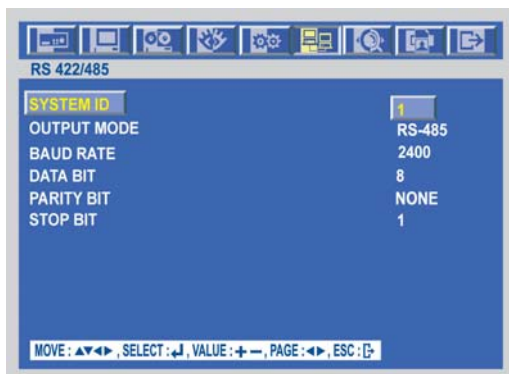 RS 422/485
SYSTEM ID 1
OUTPUT MODE RS-485
BAUD RATE 2400
DATA BIT 8
PARITY BIT NONE
STOP BIT 1
MOVE : ▲▼◀▶ , SELECT : ↵ , VALUE : + − , PAGE : ◀▶ , ESC :